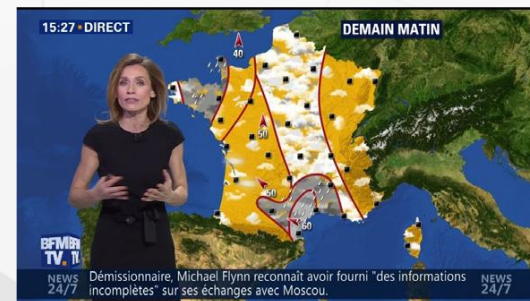 15:27 DIRECT
DEMAIN MATIN
40
50
50
60
BFM
TV.
NEWS
24/7
Démissionnaire, Michael Flynn reconnaît avoir fourni "des informations
incomplètes" sur ses échanges avec Moscou.
NEWS
24/7